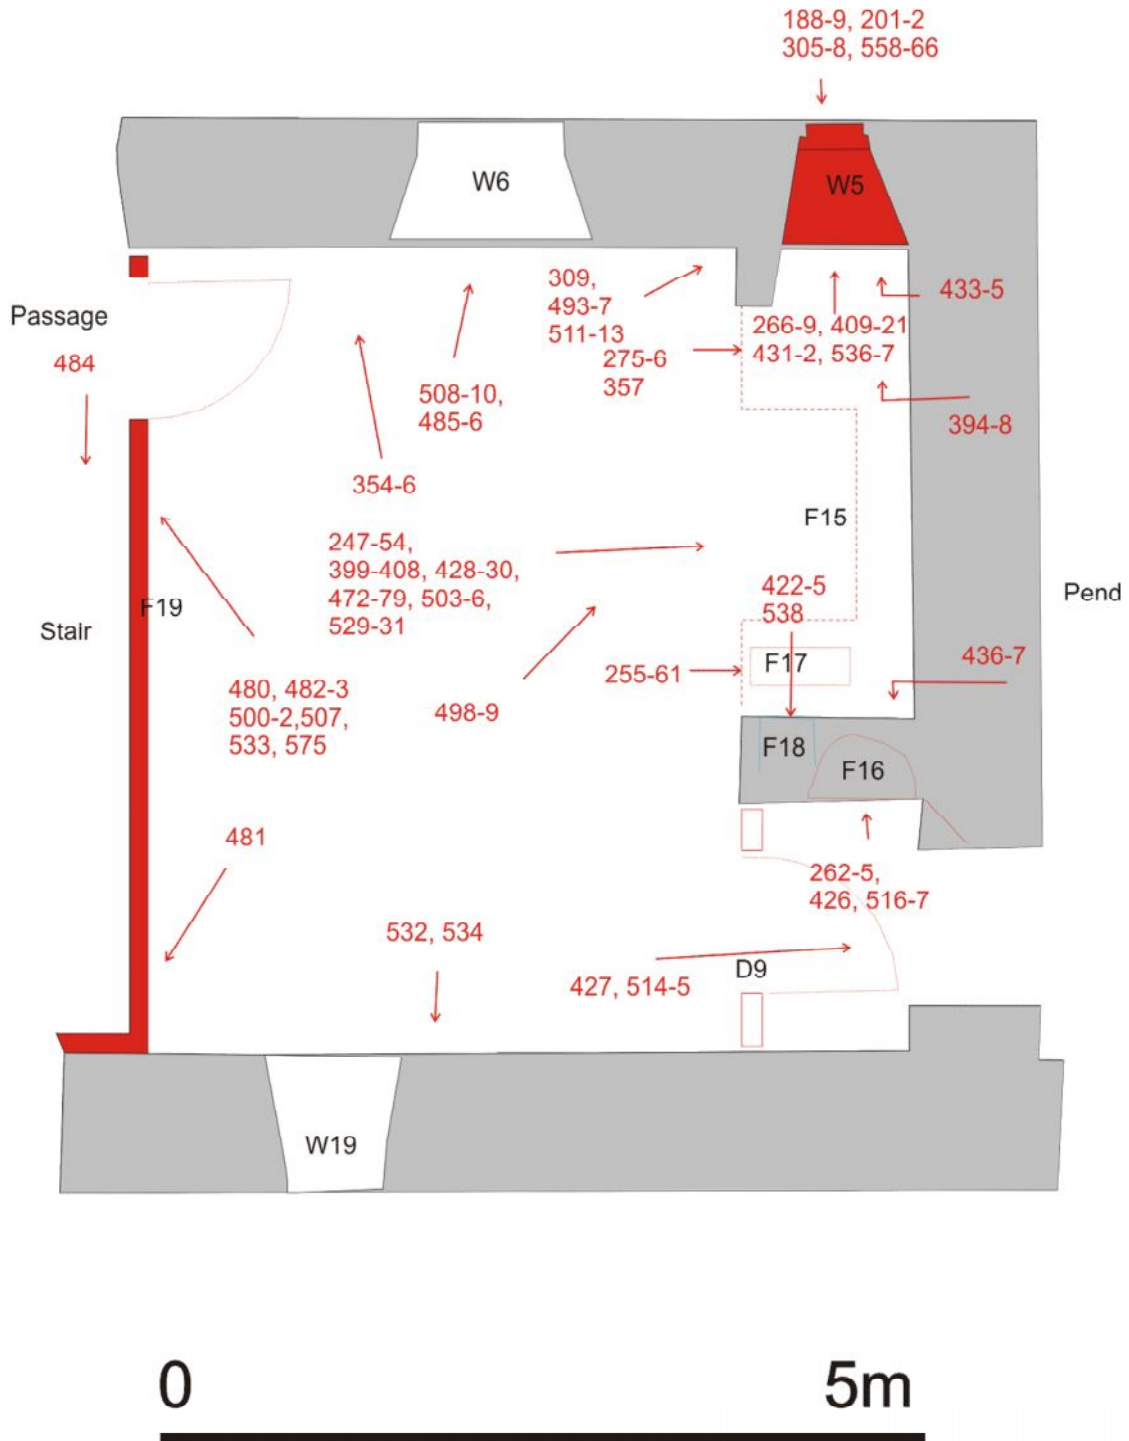 188-9, 201-2
305-8, 558-66
W6
W5
Passage
484
309,
493-7
511-13
275-6
357
433-5
266-9, 409-21
431-2, 536-7
508-10,
485-6
394-8
354-6
F15
247-54,
399-408, 428-30,
472-79, 503-6,
529-31
422-5
538
Pend
F19
Stair
255-61
F17
436-7
480, 482-3
500-2,507,
533, 575
498-9
F18
F16
481
262-5,
426, 516-7
532, 534
427, 514-5
D9
W19
0
5m